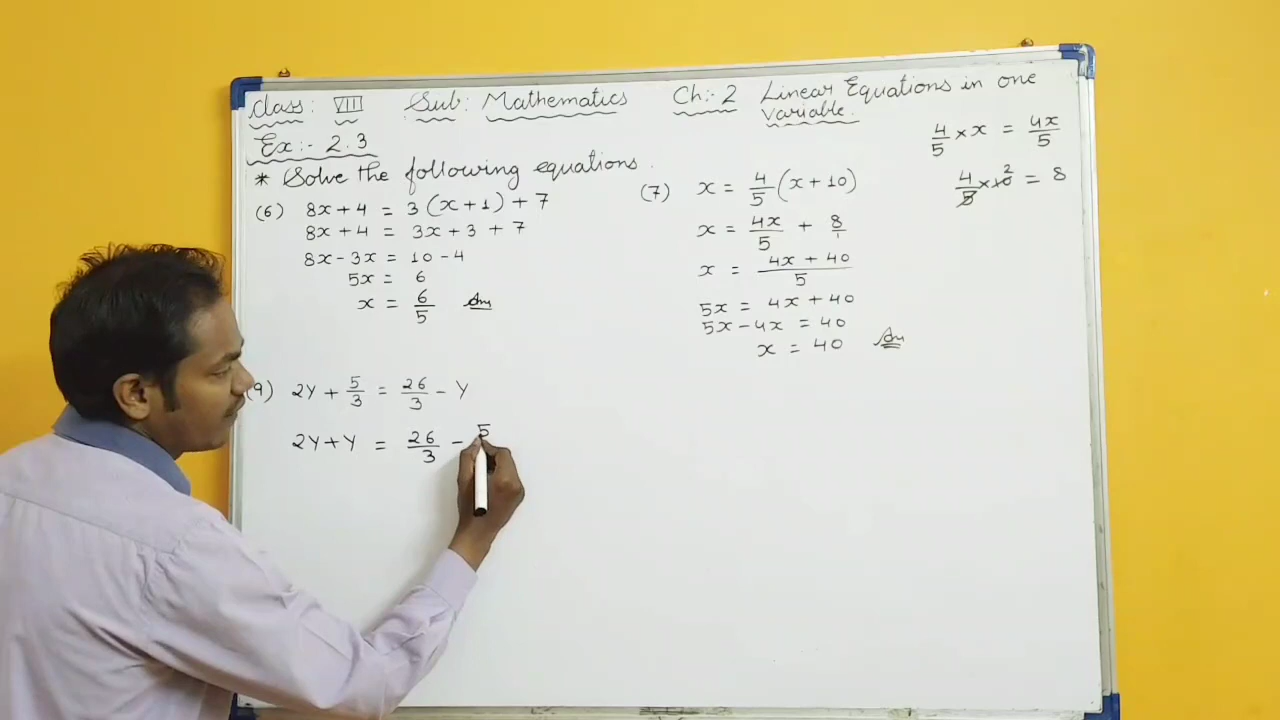 Class: VIII Sub: Mathematics Ch:- 2 Linear Equations in one variable.
Ex:- 2.3
* Solve the following equations.
(6) 8x + 4 = 3 (x + 1) + 7
8x + 4 = 3x + 3 + 7
8x - 3x = 10 - 4
5x = 6
x = 6/5 Ans
(7) x = 4/5 (x + 10)
x = 4x/5 + 8/1
x = (4x + 40)/5
5x = 4x + 40
5x - 4x = 40
x = 40 Ans
4/5 × x = 4x/5
4/5 × 10 2 = 8
(9) 2Y + 5/3 = 26/3 - Y
2Y + Y = 26/3 - 5